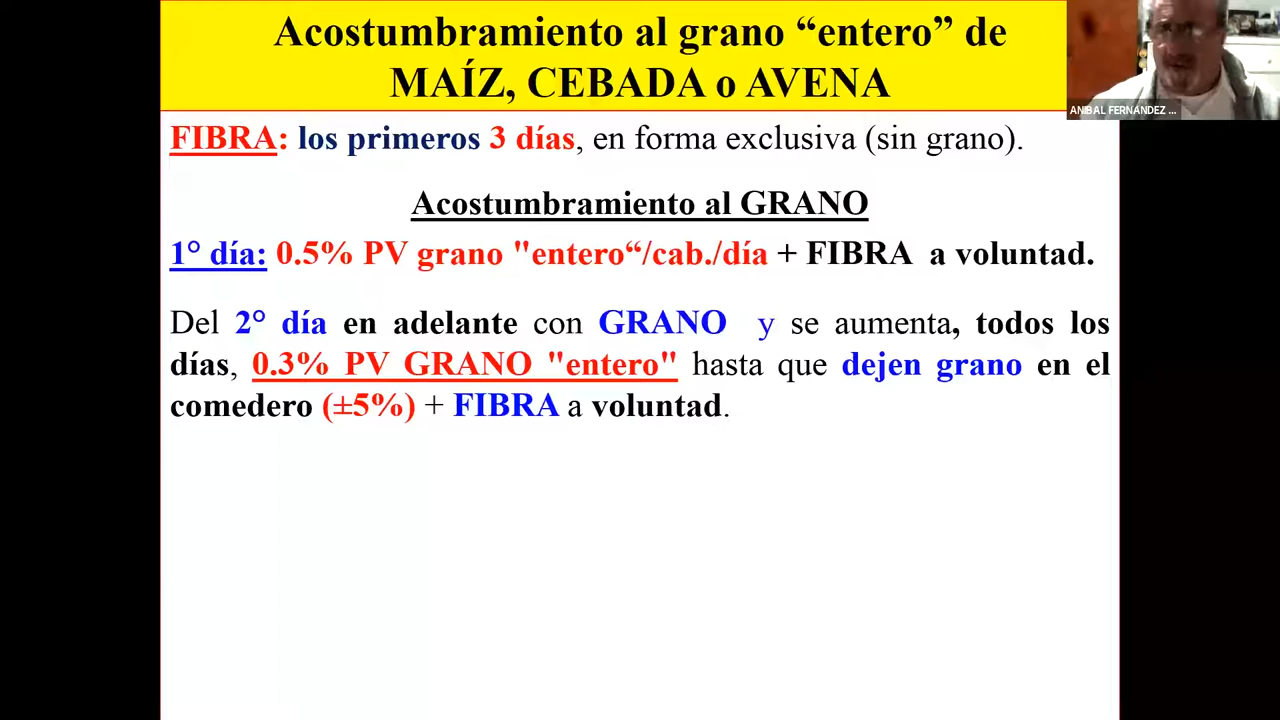 Acostumbramiento al grano “entero” de
MAÍZ, CEBADA o AVENA
ANIBAL FERNANDEZ ...
FIBRA: los primeros 3 días, en forma exclusiva (sin grano).
Acostumbramiento al GRANO
1° día: 0.5% PV grano "entero“/cab./día + FIBRA a voluntad.
Del 2° día en adelante con GRANO y se aumenta, todos los
días, 0.3% PV GRANO "entero" hasta que dejen grano en el
comedero (±5%) + FIBRA a voluntad.